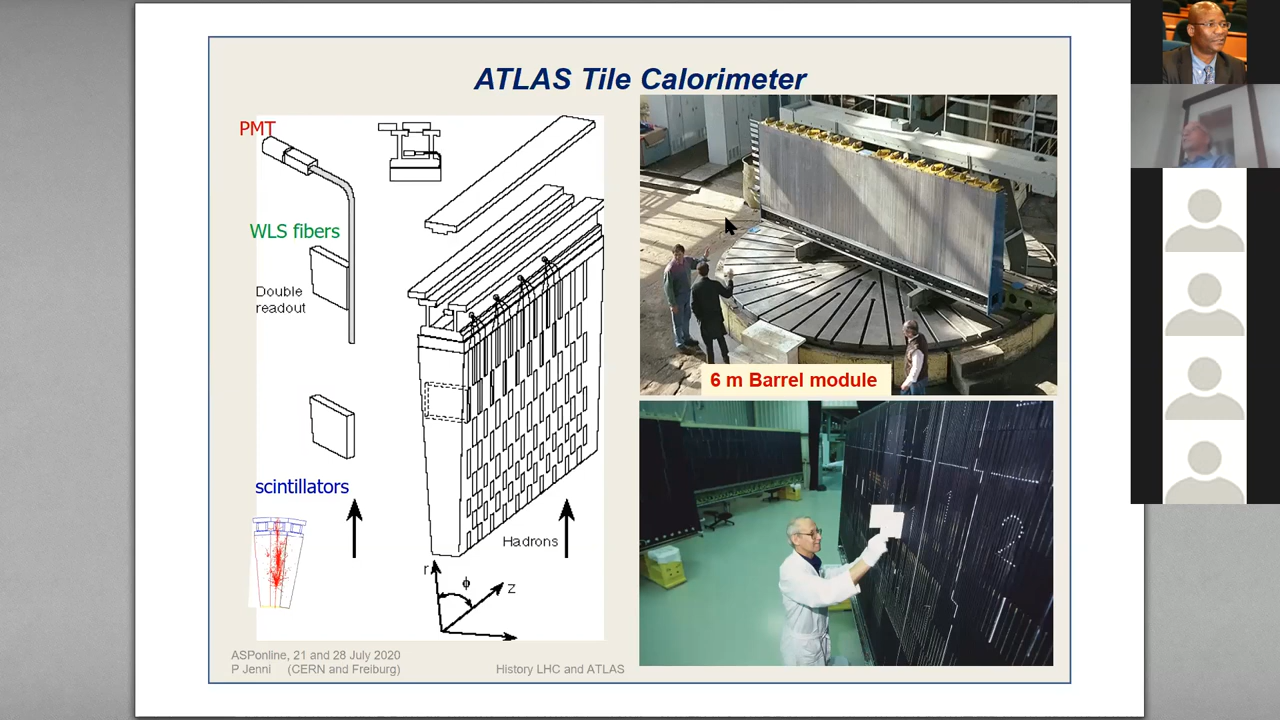 ATLAS Tile Calorimeter
PMT
WLS fibers
Double
readout
scintillators
Hadrons
r
ϕ
z
6 m Barrel module
2
ASPonline, 21 and 28 July 2020
P Jenni (CERN and Freiburg)
History LHC and ATLAS